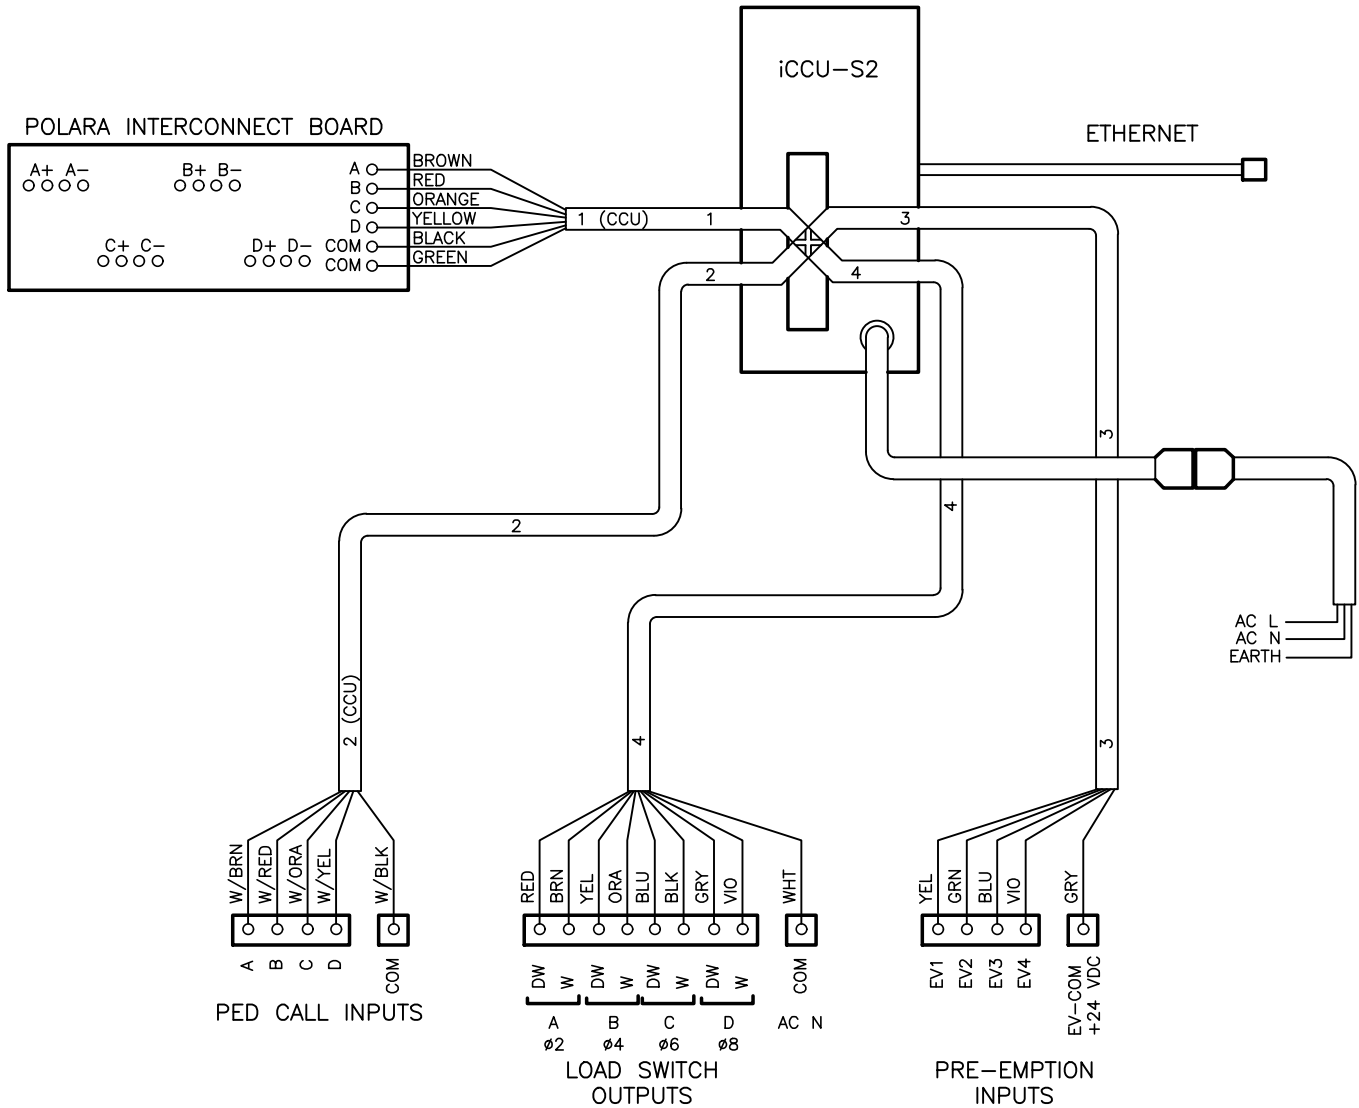 iCCU-S2
ETHERNET
POLARA INTERCONNECT BOARD
A+ A-
B+ B-
C+ C-
D+ D-
A
B
C
D
COM
COM
BROWN
RED
ORANGE
YELLOW
BLACK
GREEN
1 (CCU)
1
3
2
4
3
4
2
AC L
AC N
EARTH
2 (CCU)
4
3
W/BRN
W/RED
W/ORA
W/YEL
W/BLK
A
B
C
D
COM
PED CALL INPUTS
RED
BRN
YEL
ORA
BLU
BLK
GRY
VIO
WHT
DW
W
DW
W
DW
W
DW
W
COM
A
B
C
D
AC N
ø2
ø4
ø6
ø8
LOAD SWITCH
OUTPUTS
YEL
GRN
BLU
VIO
GRY
EV1
EV2
EV3
EV4
EV-COM
+24 VDC
PRE-EMPTION
INPUTS